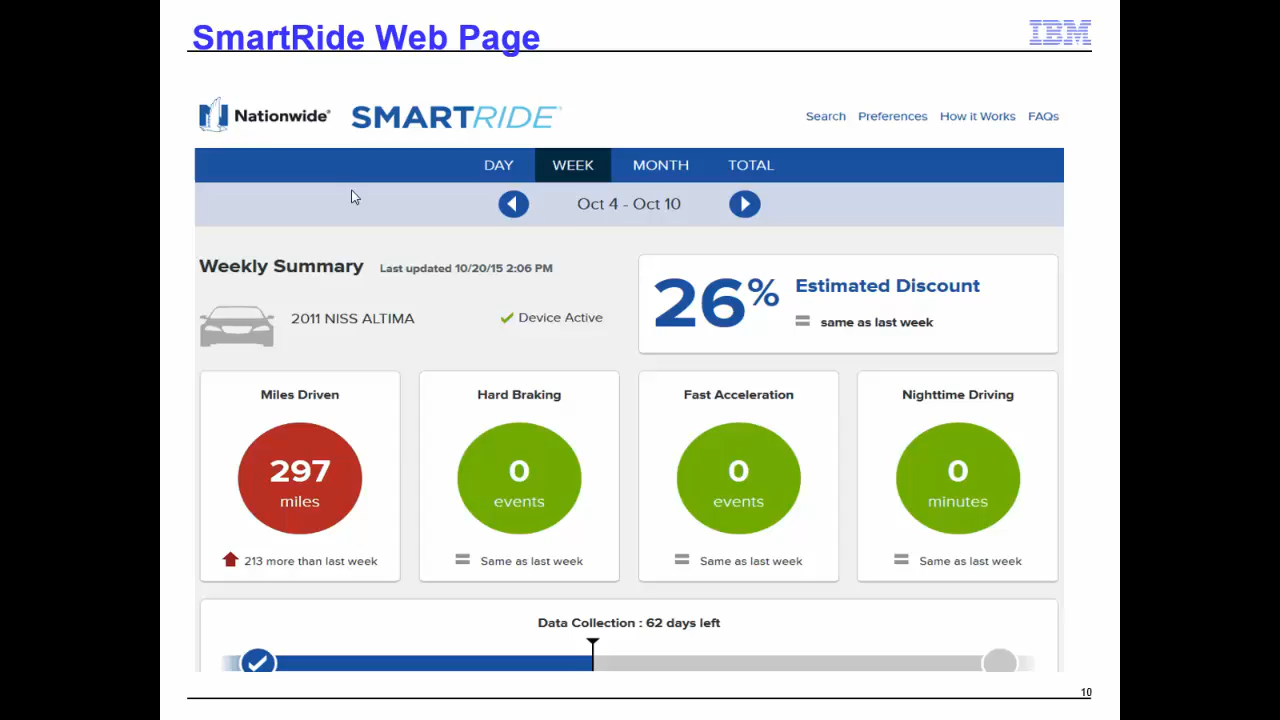 SmartRide Web Page
IBM
Nationwide®
SMARTRIDE
Search Preferences How it Works FAQs
DAY WEEK MONTH TOTAL
Oct 4 - Oct 10
Weekly Summary Last updated 10/20/15 2:06 PM
2011 NISS ALTIMA Device Active
26% Estimated Discount
same as last week
Miles Driven
297
miles
213 more than last week
Hard Braking
0
events
Same as last week
Fast Acceleration
0
events
Same as last week
Nighttime Driving
0
minutes
Same as last week
Data Collection : 62 days left
10